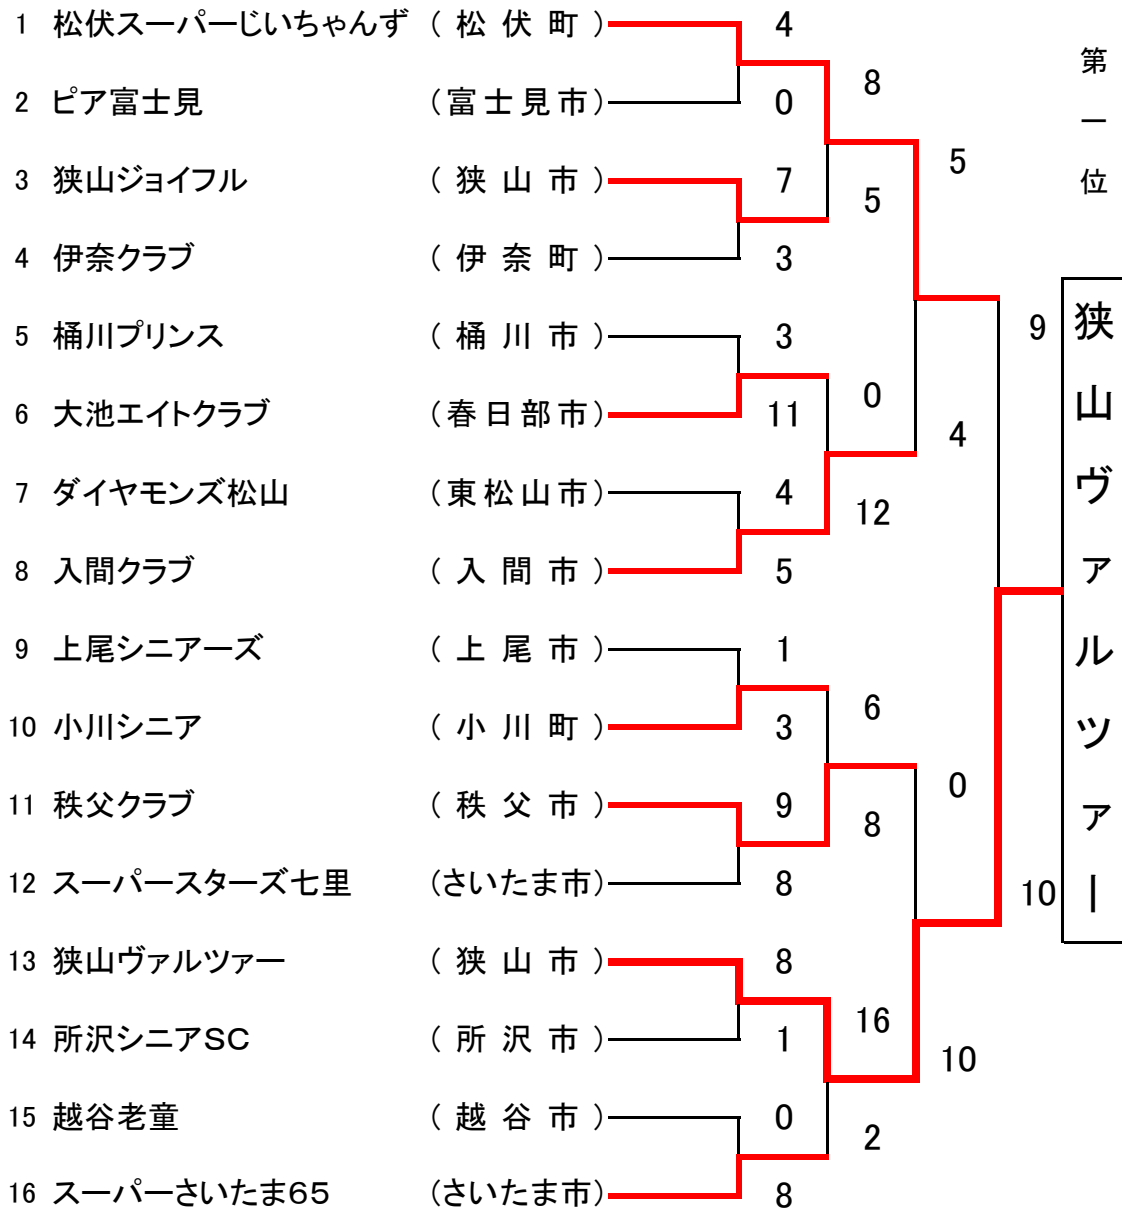 1 松伏スーパーじいちゃんず ( 松 伏 町 ) 4
2 ピア富士見 (富士見市) 0
3 狭山ジョイフル ( 狭 山 市 ) 7
4 伊奈クラブ ( 伊 奈 町 ) 3
5 桶川プリンス ( 桶 川 市 ) 3
6 大池エイトクラブ (春日部市) 11
7 ダイヤモンズ松山 (東松山市) 4
8 入間クラブ ( 入 間 市 ) 5
9 上尾シニアーズ ( 上 尾 市 ) 1
10 小川シニア ( 小 川 町 ) 3
11 秩父クラブ ( 秩 父 市 ) 9
12 スーパースターズ七里 (さいたま市) 8
13 狭山ヴァルツァー ( 狭 山 市 ) 8
14 所沢シニアSC ( 所 沢 市 ) 1
15 越谷老童 ( 越 谷 市 ) 0
16 スーパーさいたま65 (さいたま市) 8
8
5
0
12
6
8
16
2
5
4
0
10
9
10
第一位
狭山ヴァルツァー